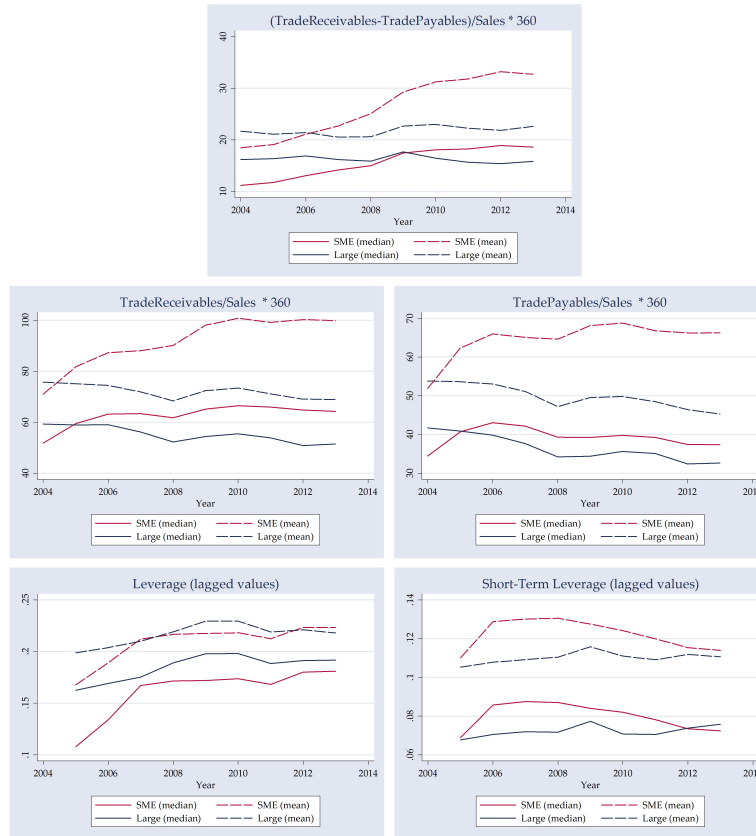 (TradeReceivables-TradePayables)/Sales * 360
40
30
20
10
2004 2006 2008 2010 2012 2014
Year
SME (median) SME (mean)
Large (median) Large (mean)
TradeReceivables/Sales * 360
100
80
60
40
2004 2006 2008 2010 2012 2014
Year
SME (median) SME (mean)
Large (median) Large (mean)
TradePayables/Sales * 360
70
60
50
40
30
2004 2006 2008 2010 2012 2014
Year
SME (median) SME (mean)
Large (median) Large (mean)
Leverage (lagged values)
.25
.2
.15
.1
2004 2006 2008 2010 2012 2014
Year
SME (median) SME (mean)
Large (median) Large (mean)
Short-Term Leverage (lagged values)
.14
.12
.1
.08
.06
2004 2006 2008 2010 2012 2014
Year
SME (median) SME (mean)
Large (median) Large (mean)